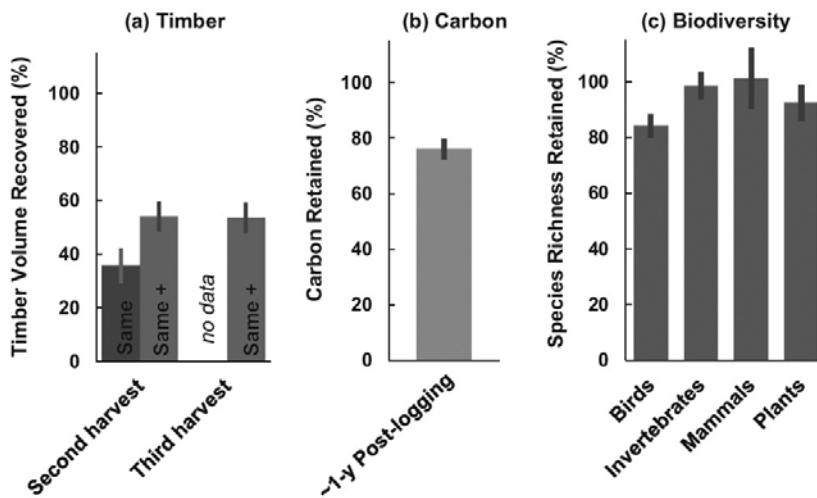 (a) Timber
Timber Volume Recovered (%)
100
80
60
40
20
0
Same
Same +
no data
Same +
Second harvest
Third harvest
(b) Carbon
Carbon Retained (%)
100
80
60
40
20
0
~1-y Post-logging
(c) Biodiversity
Species Richness Retained (%)
100
80
60
40
20
0
Birds
Invertebrates
Mammals
Plants